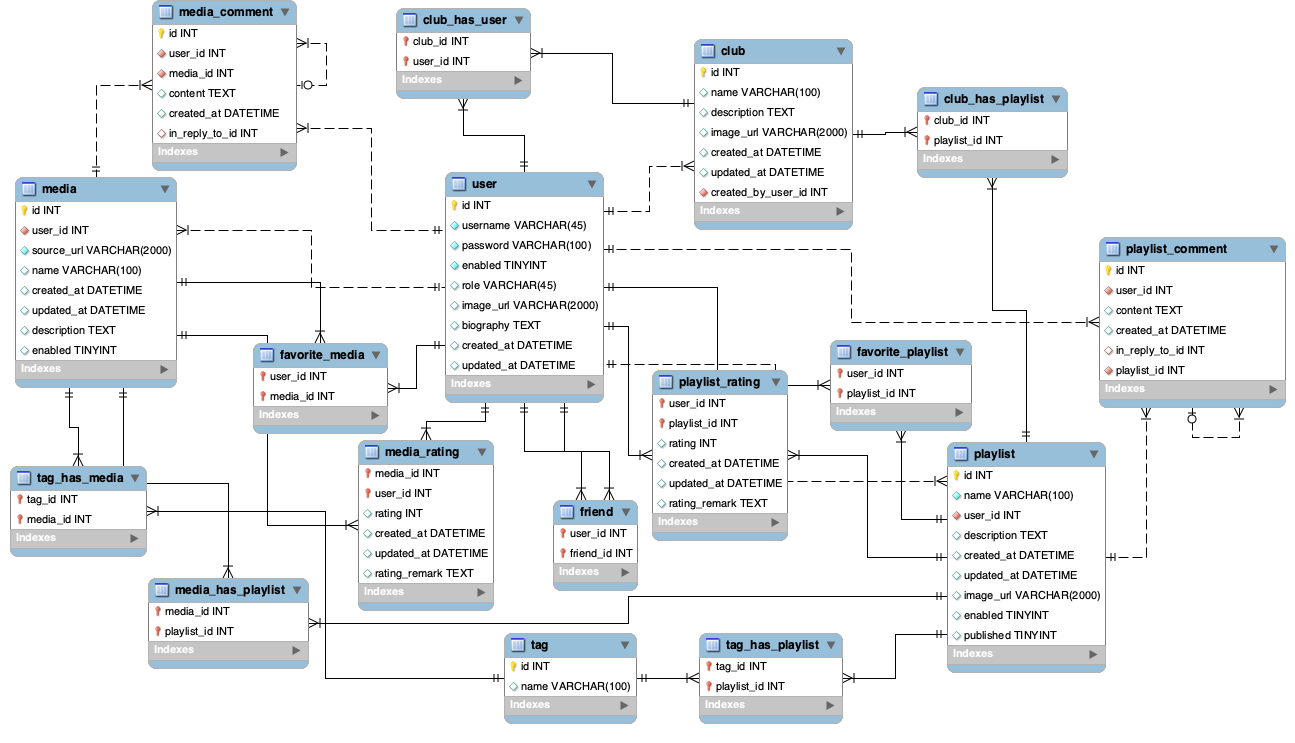 media_comment
id INT
user_id INT
media_id INT
content TEXT
created_at DATETIME
in_reply_to_id INT
Indexes
club_has_user
club_id INT
user_id INT
Indexes
club
id INT
name VARCHAR(100)
description TEXT
image_url VARCHAR(2000)
created_at DATETIME
updated_at DATETIME
created_by_user_id INT
Indexes
club_has_playlist
club_id INT
playlist_id INT
Indexes
media
id INT
user_id INT
source_url VARCHAR(2000)
name VARCHAR(100)
created_at DATETIME
updated_at DATETIME
description TEXT
enabled TINYINT
Indexes
user
id INT
username VARCHAR(45)
password VARCHAR(100)
enabled TINYINT
role VARCHAR(45)
image_url VARCHAR(2000)
biography TEXT
created_at DATETIME
updated_at DATETIME
Indexes
playlist_comment
id INT
user_id INT
content TEXT
created_at DATETIME
in_reply_to_id INT
playlist_id INT
Indexes
favorite_media
user_id INT
media_id INT
Indexes
playlist_rating
user_id INT
playlist_id INT
rating INT
created_at DATETIME
updated_at DATETIME
rating_remark TEXT
Indexes
favorite_playlist
user_id INT
playlist_id INT
Indexes
tag_has_media
tag_id INT
media_id INT
Indexes
media_rating
media_id INT
user_id INT
rating INT
created_at DATETIME
updated_at DATETIME
rating_remark TEXT
Indexes
friend
user_id INT
friend_id INT
Indexes
playlist
id INT
name VARCHAR(100)
user_id INT
description TEXT
created_at DATETIME
updated_at DATETIME
image_url VARCHAR(2000)
enabled TINYINT
published TINYINT
Indexes
media_has_playlist
media_id INT
playlist_id INT
Indexes
tag
id INT
name VARCHAR(100)
Indexes
tag_has_playlist
tag_id INT
playlist_id INT
Indexes